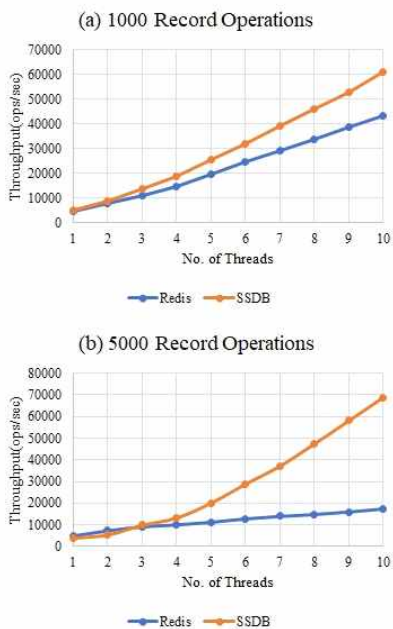 (a) 1000 Record Operations
70000
60000
50000
40000
30000
20000
10000
0
Throughput(ops/sec)
1 2 3 4 5 6 7 8 9 10
No. of Threads
Redis SSDB
(b) 5000 Record Operations
80000
70000
60000
50000
40000
30000
20000
10000
0
Throughput(ops/sec)
1 2 3 4 5 6 7 8 9 10
No. of Threads
Redis SSDB